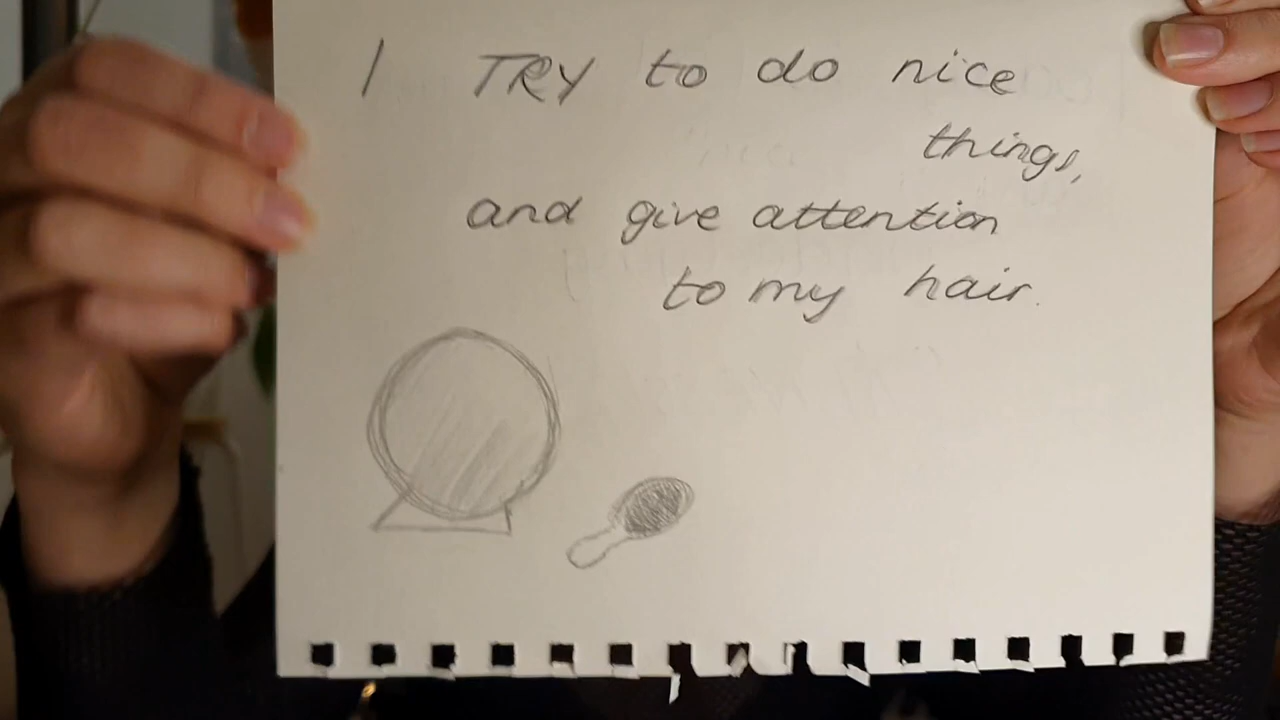 I TRY to do nice
things,
and give attention
to my hair.